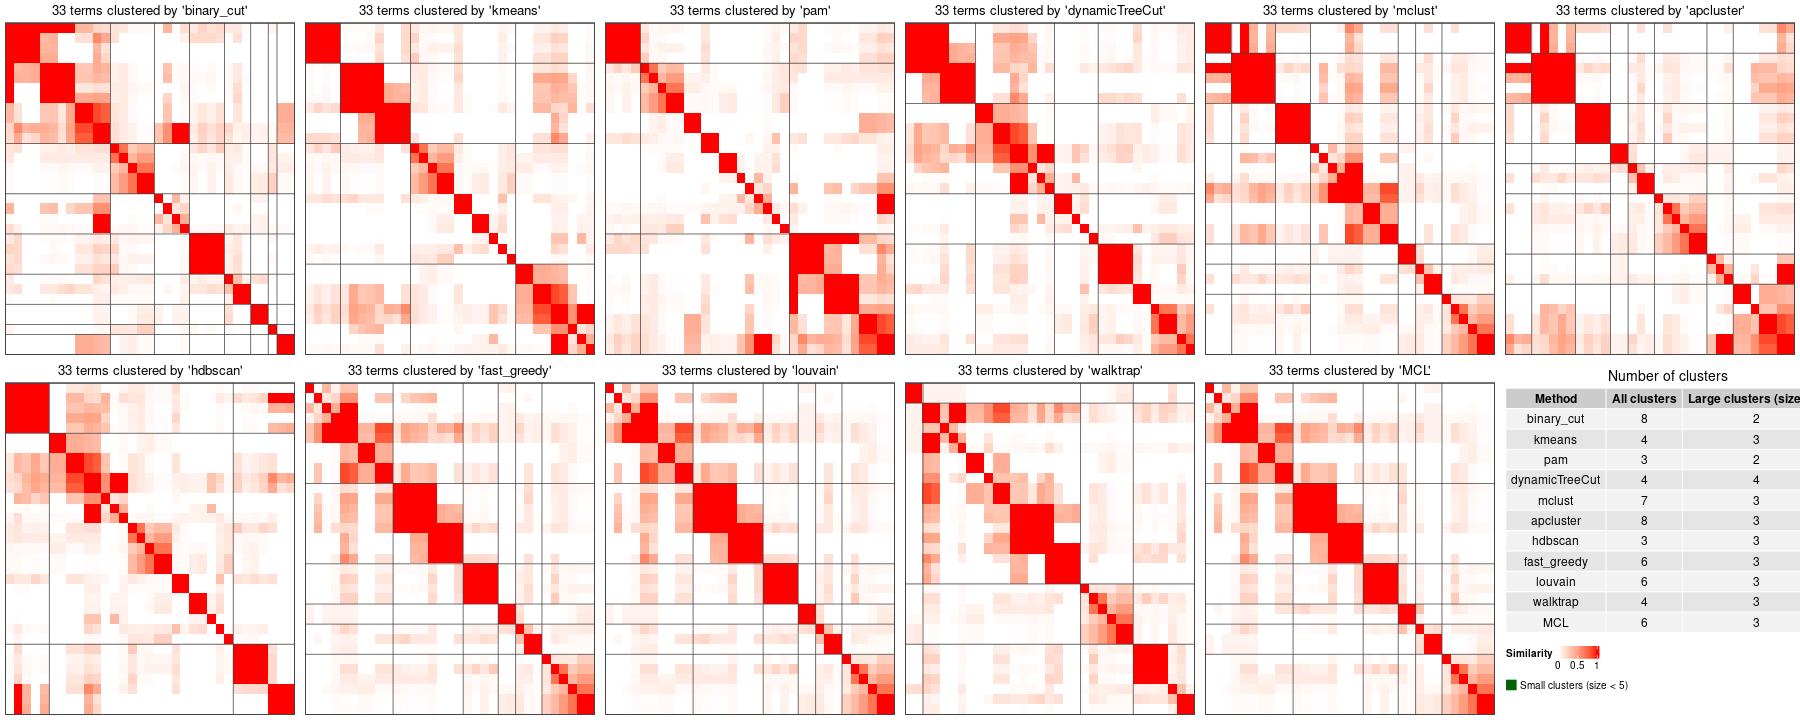 33 terms clustered by 'binary_cut'
33 terms clustered by 'kmeans'
33 terms clustered by 'pam'
33 terms clustered by 'dynamicTreeCut'
33 terms clustered by 'mclust'
33 terms clustered by 'apcluster'
33 terms clustered by 'hdbscan'
33 terms clustered by 'fast_greedy'
33 terms clustered by 'louvain'
33 terms clustered by 'walktrap'
33 terms clustered by 'MCL'
Number of clusters
Method All clusters Large clusters (size
binary_cut 8 2
kmeans 4 3
pam 3 2
dynamicTreeCut 4 4
mclust 7 3
apcluster 8 3
hdbscan 3 3
fast_greedy 6 3
louvain 6 3
walktrap 4 3
MCL 6 3
Similarity
0 0.5 1
Small clusters (size < 5)